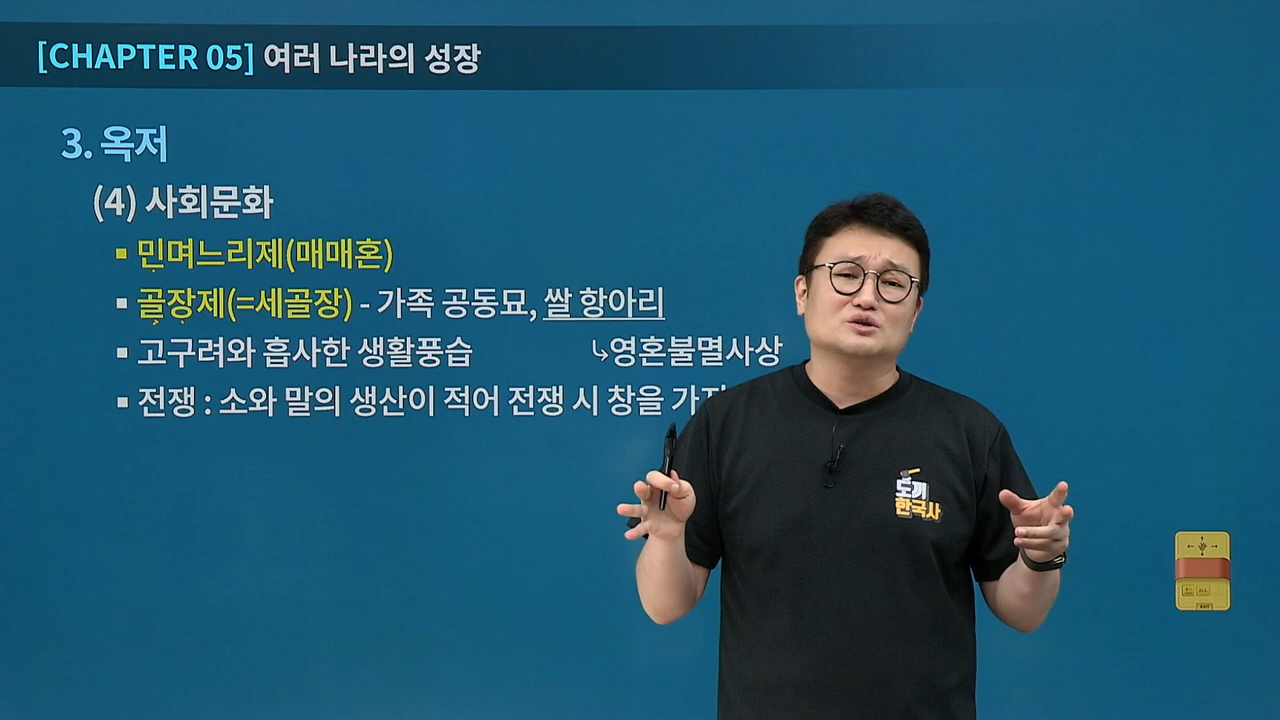 [CHAPTER 05] 여러 나라의 성장
3. 옥저
(4) 사회문화
▪ 민며느리제(매매혼)
▪ 골장제(=세골장) - 가족 공동묘, 쌀 항아리
▪ 고구려와 흡사한 생활풍습 ↳영혼불멸사상
▪ 전쟁 : 소와 말의 생산이 적어 전쟁 시 창을
도끼
한국사